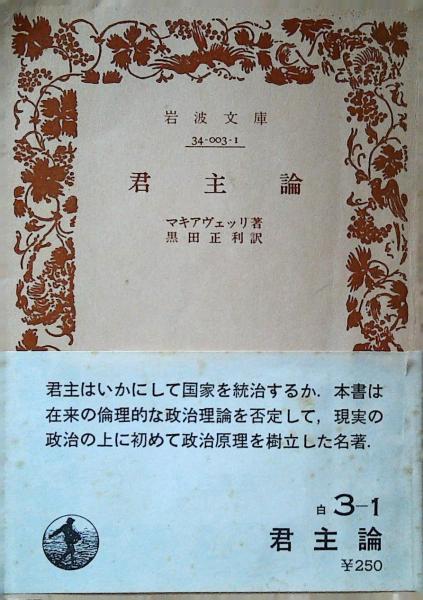 岩波文庫
34-003-1
君主論
マキアヴェッリ著
黒田正利訳
君主はいかにして国家を統治するか．本書は
在来の倫理的な政治理論を否定して，現実の
政治の上に初めて政治原理を樹立した名著．
白 3-1
君主論
¥250